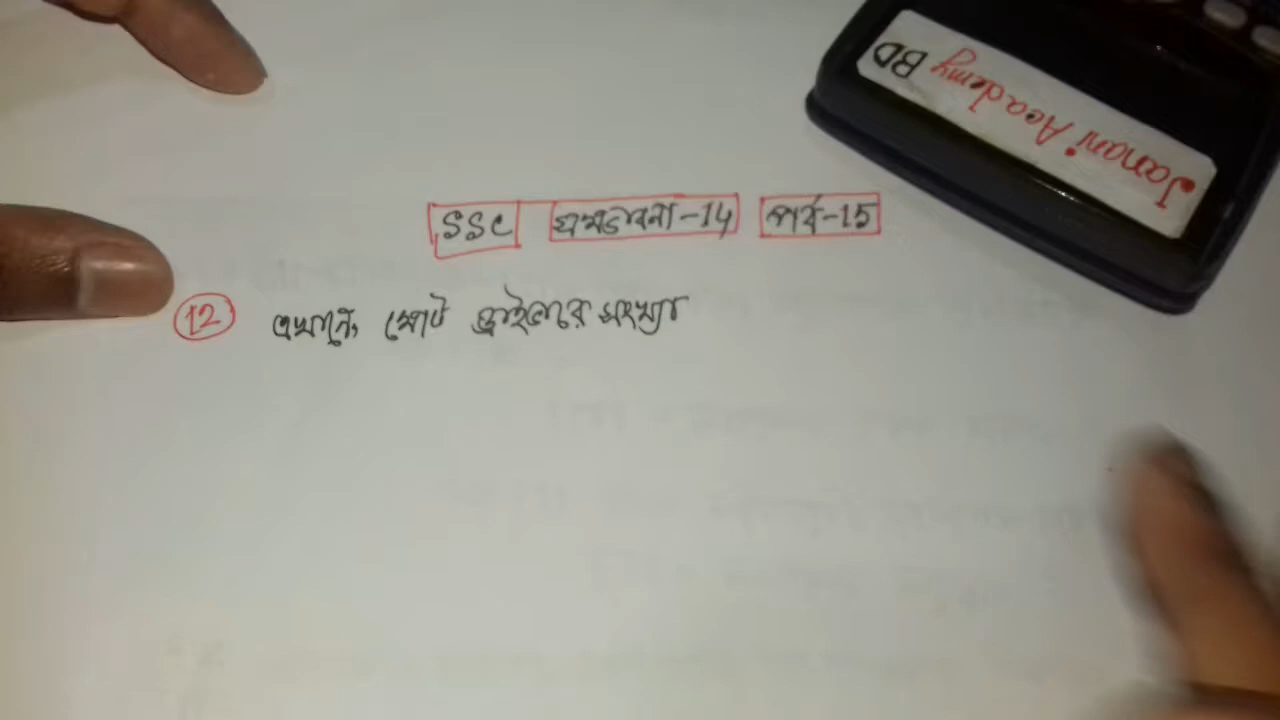 Janani Academy BD
SSC সম্ভাবনা-14 পর্ব-15
12 এখানে, মোট ড্রাইভারের সংখ্যা